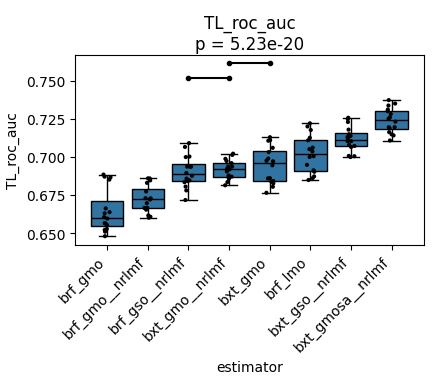 TL_roc_auc
p = 5.23e-20
TL_roc_auc
0.750
0.725
0.700
0.675
0.650
brf_gmo
brf_gmo__nrlmf
brf_gso__nrlmf
bxt_gmo__nrlmf
bxt_gmo
brf_lmo
bxt_gso__nrlmf
bxt_gmosa__nrlmf
estimator